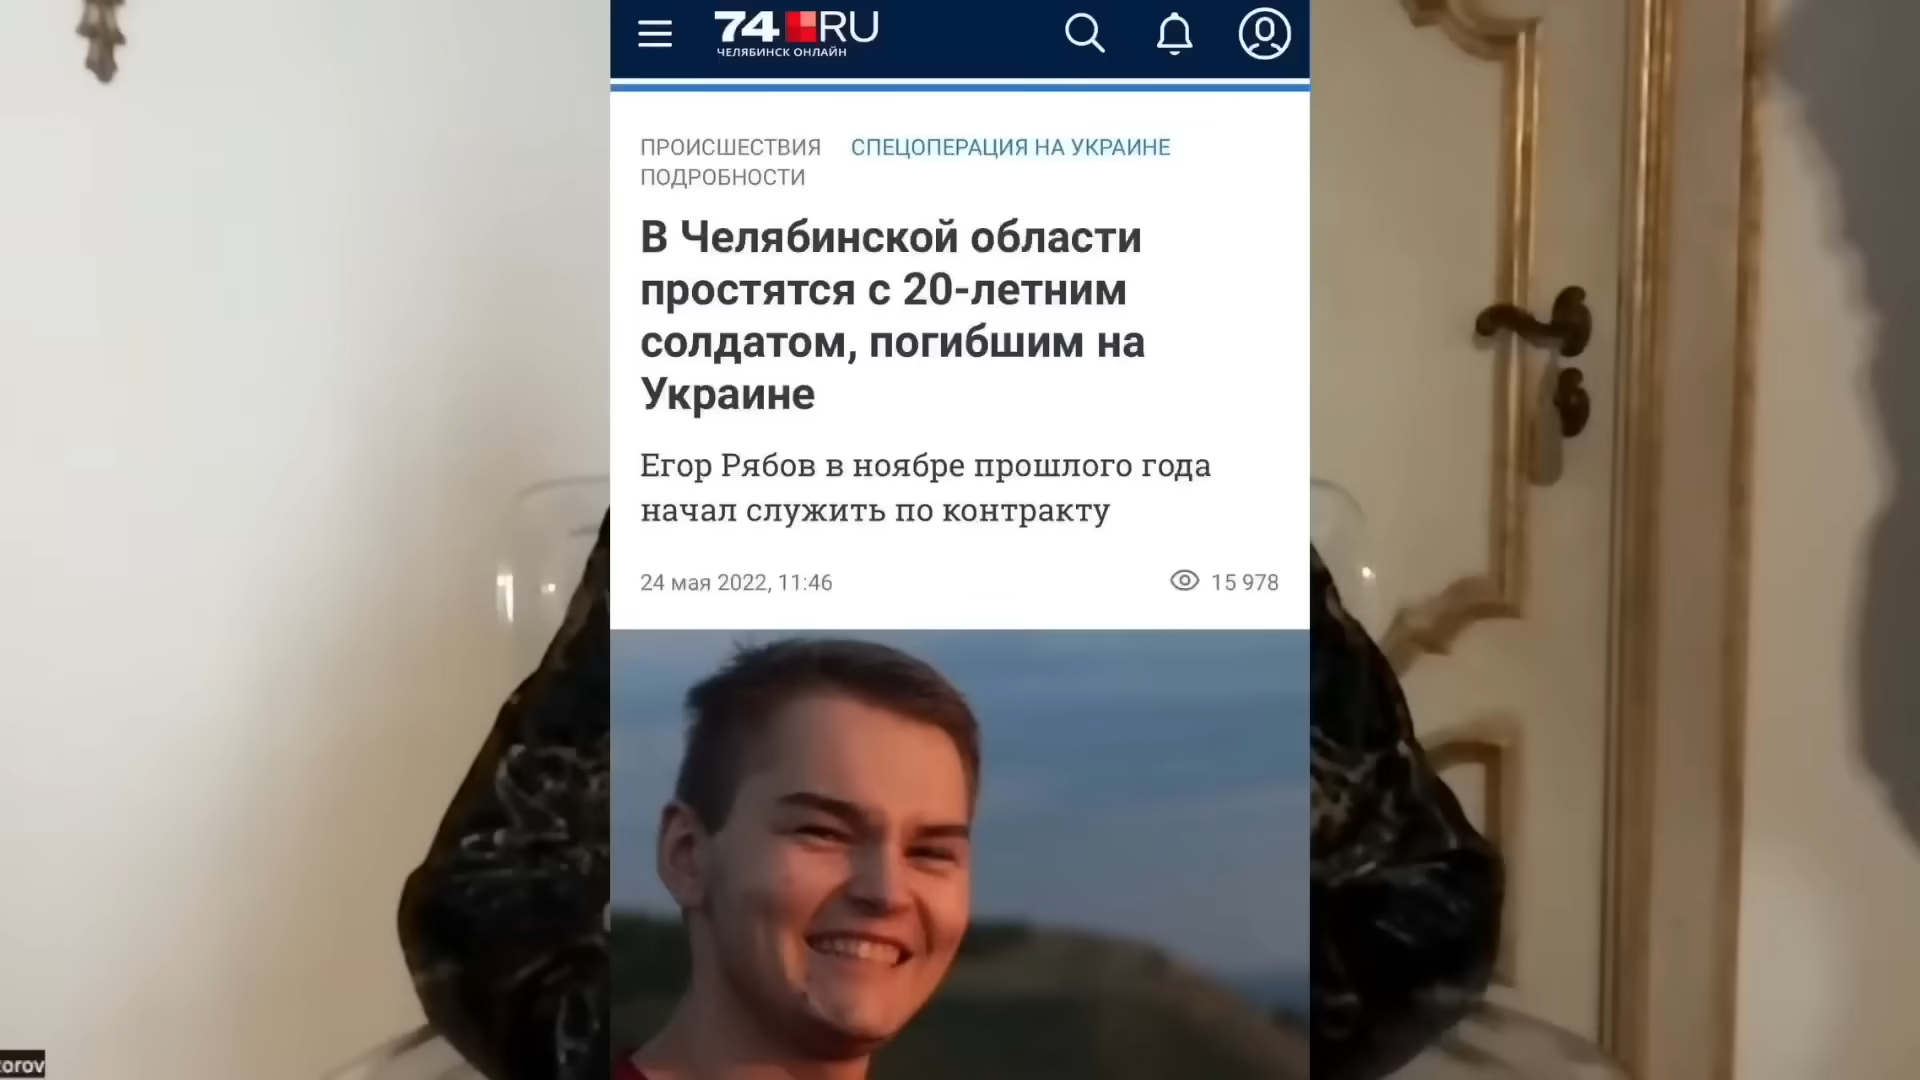 74 RU
ЧЕЛЯБИНСК ОНЛАЙН
ПРОИСШЕСТВИЯ СПЕЦОПЕРАЦИЯ НА УКРАИНЕ
ПОДРОБНОСТИ
В Челябинской области
простятся с 20-летним
солдатом, погибшим на
Украине
Егор Рябов в ноябре прошлого года
начал служить по контракту
24 мая 2022, 11:46 15 978
orov